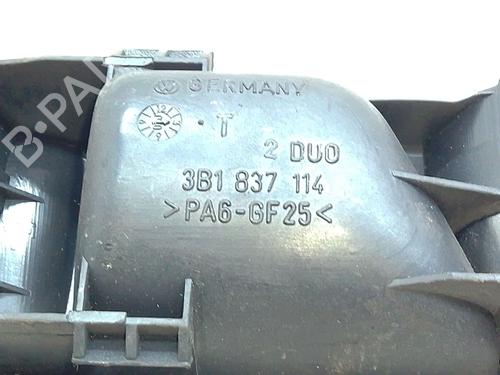 GERMANY
T
2 DUO
3B1 837 114
>PA6-GF25<
B-PA